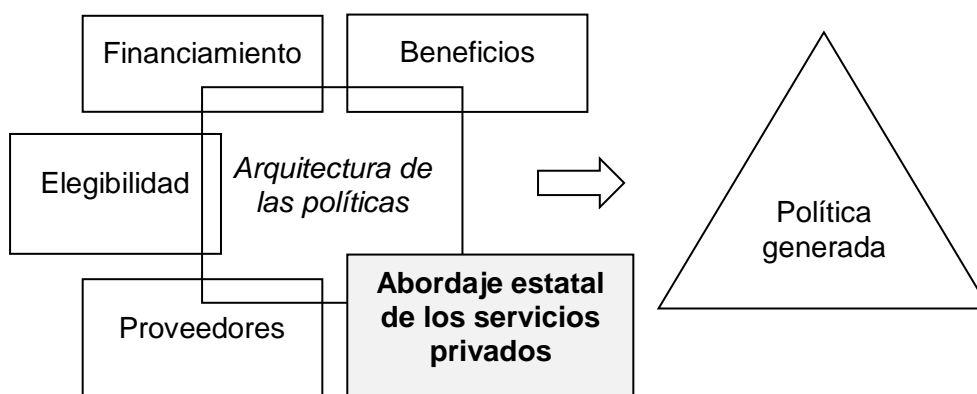 Financiamiento
Beneficios
Elegibilidad
Arquitectura de
las políticas
Política
generada
Proveedores
Abordaje estatal
de los servicios
privados